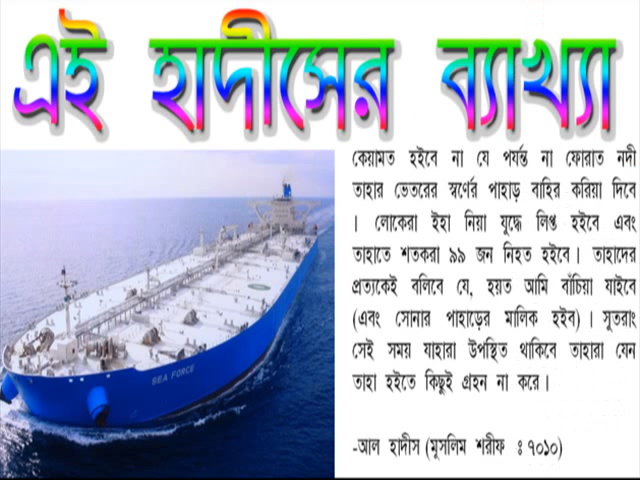 এই হাদীসের ব্যাখ্যা
কেয়ামত হইবে না যে পর্যন্ত না ফোরাত নদী
তাহার ভেতরের স্বর্ণের পাহাড় বাহির করিয়া দিবে
। লোকেরা ইহা নিয়া যুদ্ধে লিপ্ত হইবে এবং
তাহাতে শতকরা ৯৯ জন নিহত হইবে। তাহাদের
প্রত্যেকেই বলিবে যে, হয়ত আমি বাঁচিয়া যাইবে
(এবং সোনার পাহাড়ের মালিক হইব)। সুতরাং
সেই সময় যাহারা উপস্থিত থাকিবে তাহারা যেন
তাহা হইতে কিছুই গ্রহন না করে।
-আল হাদীস (মুসলিম শরীফ ঃ ৭০১০)
SEA FORCE